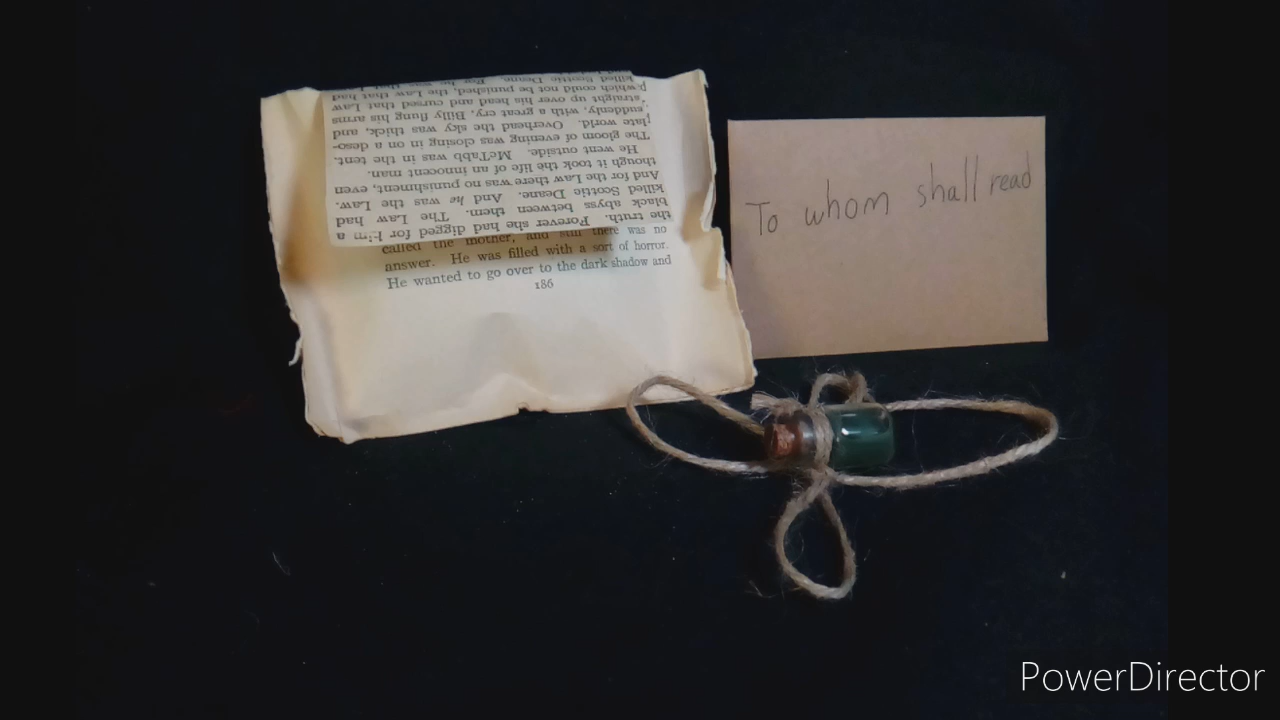 the truth. Forever she had digged for him a
black abyss between them. The Law had
killed Scottie Deane. And he was the Law.
And for the Law there was no punishment, even
though it took the life of an innocent man.
He went outside. McTabb was in the tent.
The gloom of evening was closing in on a deso-
late world. Overhead the sky was thick, and
suddenly, with a great cry, Billy flung his arms
straight up over his head and cursed that Law
which could not be punished, the Law that had
killed Scottie Deane. For he was
called the mother, and still there was no
answer. He was filled with a sort of horror.
He wanted to go over to the dark shadow and
186
To whom shall read
PowerDirector